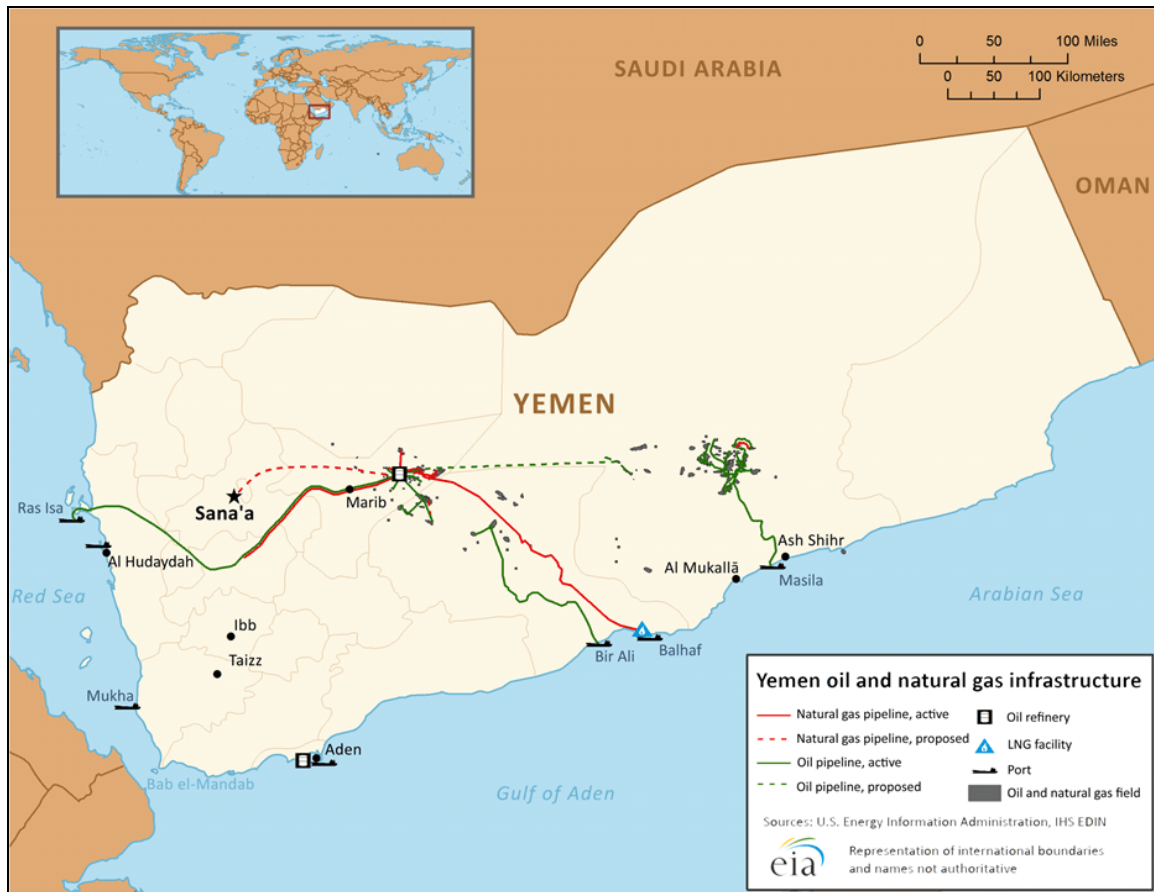 0 50 100 Miles
0 50 100 Kilometers
SAUDI ARABIA
OMAN
YEMEN
Ras Isa
Sana'a
Marib
Al Hudaydah
Ash Shihr
Al Mukallā
Masila
Red Sea
Arabian Sea
Ibb
Taizz
Bir Ali
Balhaf
Mukha
Aden
Bab el-Mandab
Gulf of Aden
Yemen oil and natural gas infrastructure
Natural gas pipeline, active
Natural gas pipeline, proposed
Oil pipeline, active
Oil pipeline, proposed
Oil refinery
LNG facility
Port
Oil and natural gas field
Sources: U.S. Energy Information Administration, IHS EDIN
eia
Representation of international boundaries
and names not authoritative